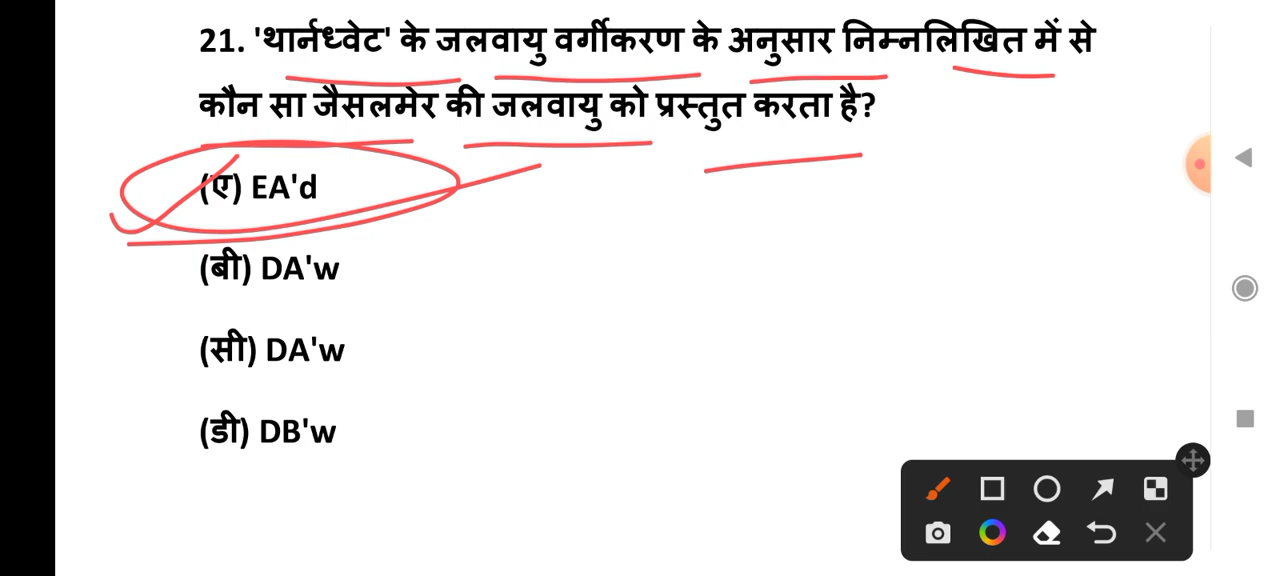 21. 'थार्नध्वेट' के जलवायु वर्गीकरण के अनुसार निम्नलिखित में से
कौन सा जैसलमेर की जलवायु को प्रस्तुत करता है?
(ए) EA'd
(बी) DA'w
(सी) DA'w
(डी) DB'w